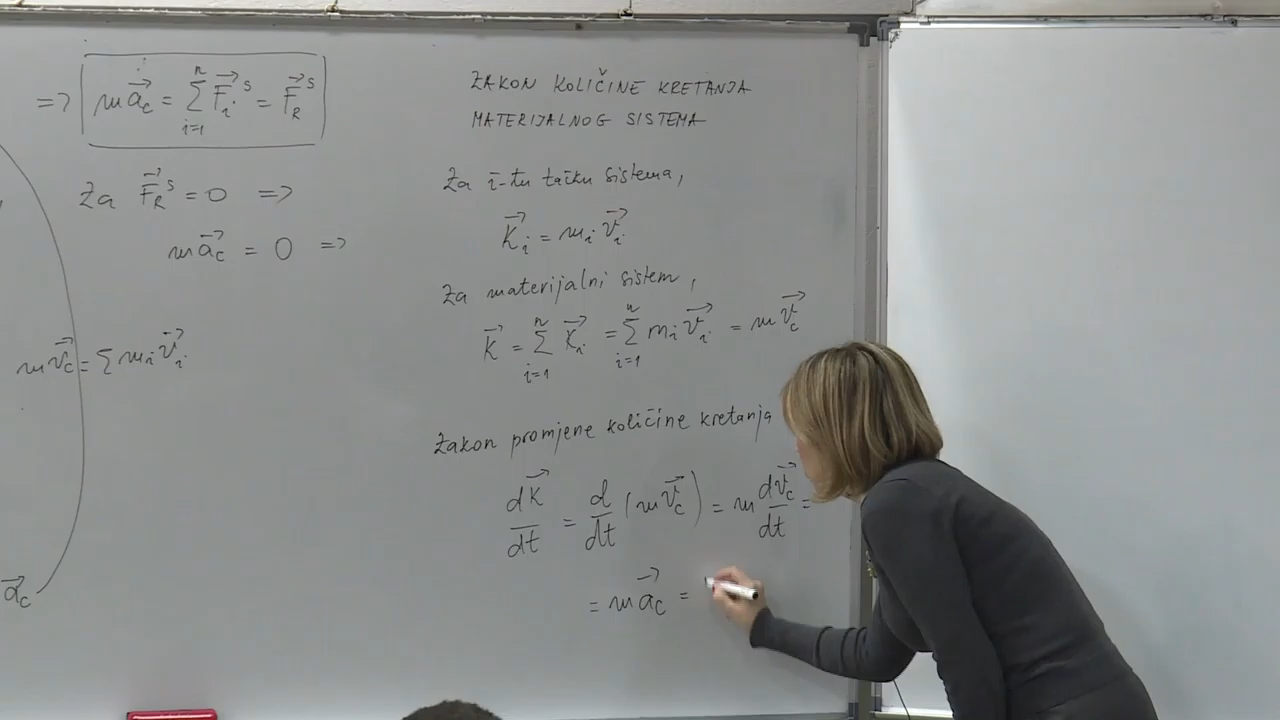 => m a⃗_c = Σ_{i=1}^{n} F⃗_i^s = F⃗_R^s
Za F⃗_R^s = 0 =>
m a⃗_c = 0 =>
m v⃗_c = Σ m_i v⃗_i
a⃗_c
ZAKON KOLIČINE KRETANJA
MATERIJALNOG SISTEMA
Za i-tu tačku sistema,
K⃗_i = m_i v⃗_i
Za materijalni sistem,
K⃗ = Σ_{i=1}^{n} K⃗_i = Σ_{i=1}^{n} m_i v⃗_i = m v⃗_c
Zakon promjene količine kretanja
dK⃗/dt = d/dt (m v⃗_c) = m dv⃗_c/dt =
= m a⃗_c =